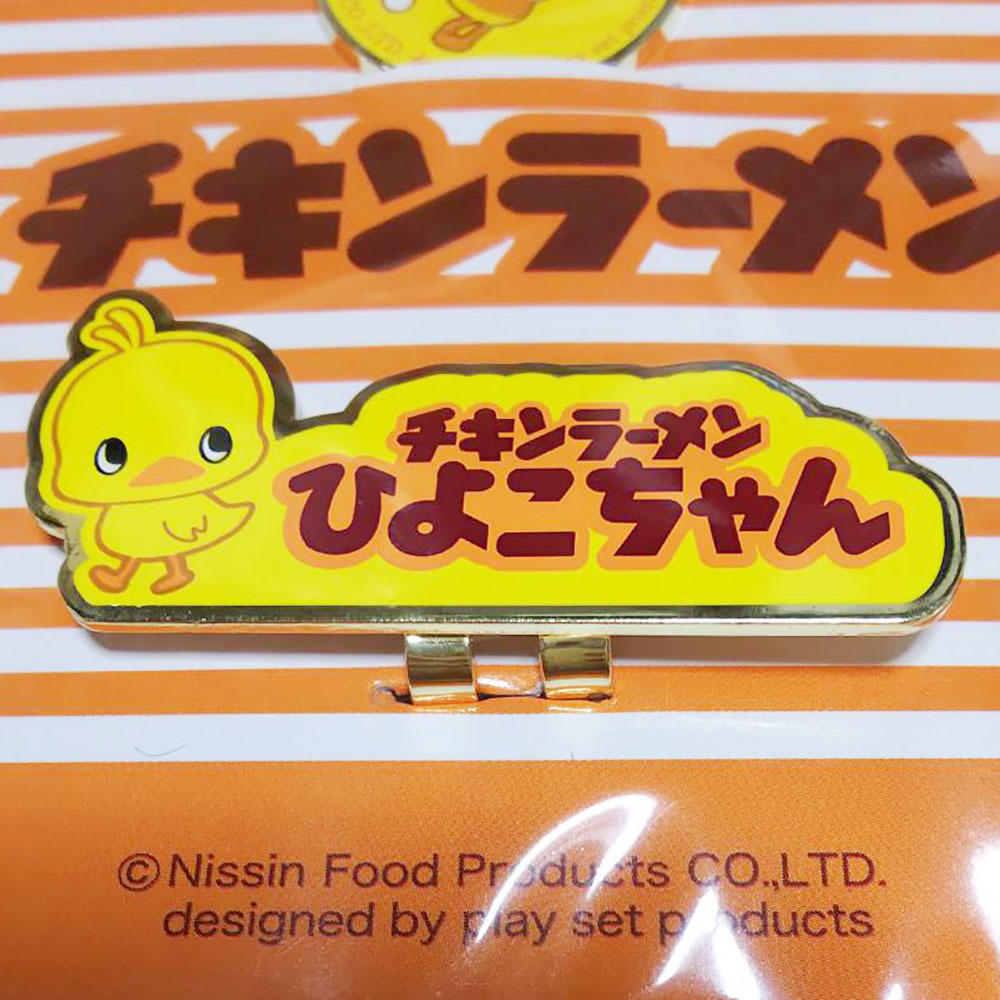 チキンラーメン
チキンラーメン
ひよこちゃん
©Nissin Food Products CO.,LTD.
designed by play set products